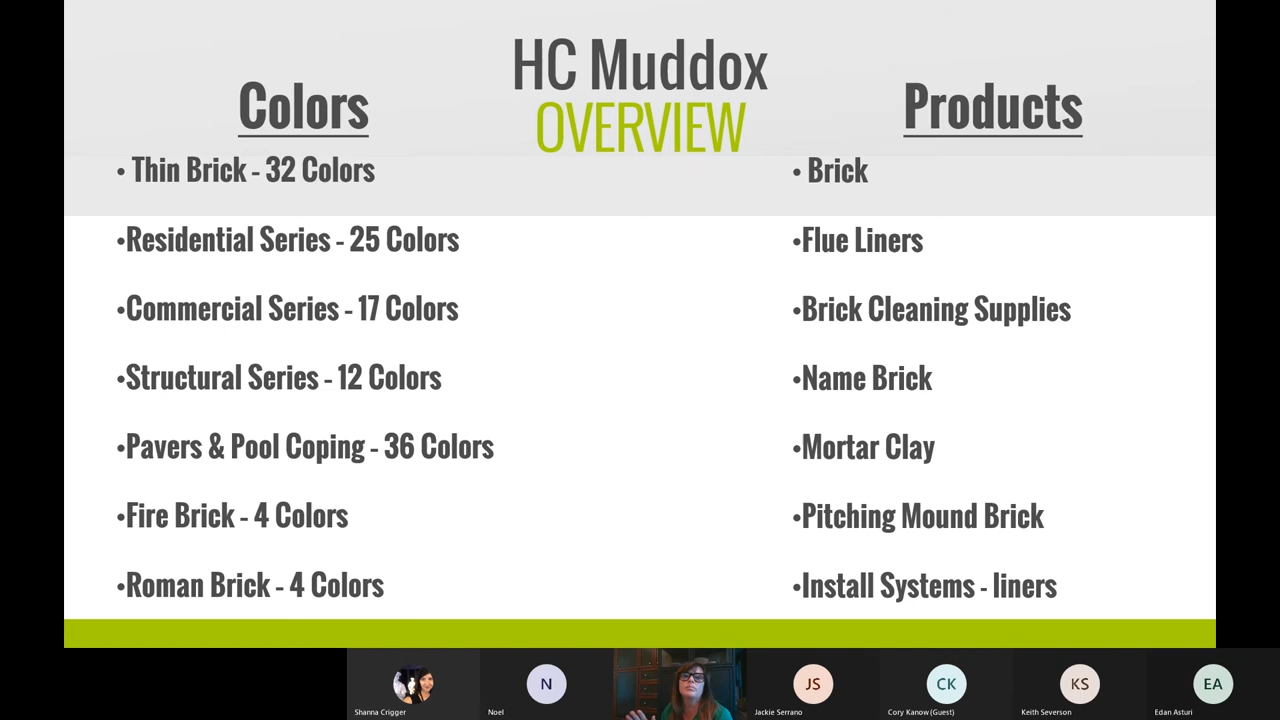 HC Muddox
OVERVIEW
Colors
• Thin Brick - 32 Colors
•Residential Series - 25 Colors
•Commercial Series - 17 Colors
•Structural Series - 12 Colors
•Pavers & Pool Coping - 36 Colors
•Fire Brick - 4 Colors
•Roman Brick - 4 Colors
Products
• Brick
•Flue Liners
•Brick Cleaning Supplies
•Name Brick
•Mortar Clay
•Pitching Mound Brick
•Install Systems - liners
Shanna Crigger
N
Noel
JS
Jackie Serrano
CK
Cory Kanow (Guest)
KS
Keith Severson
EA
Edan Asturi